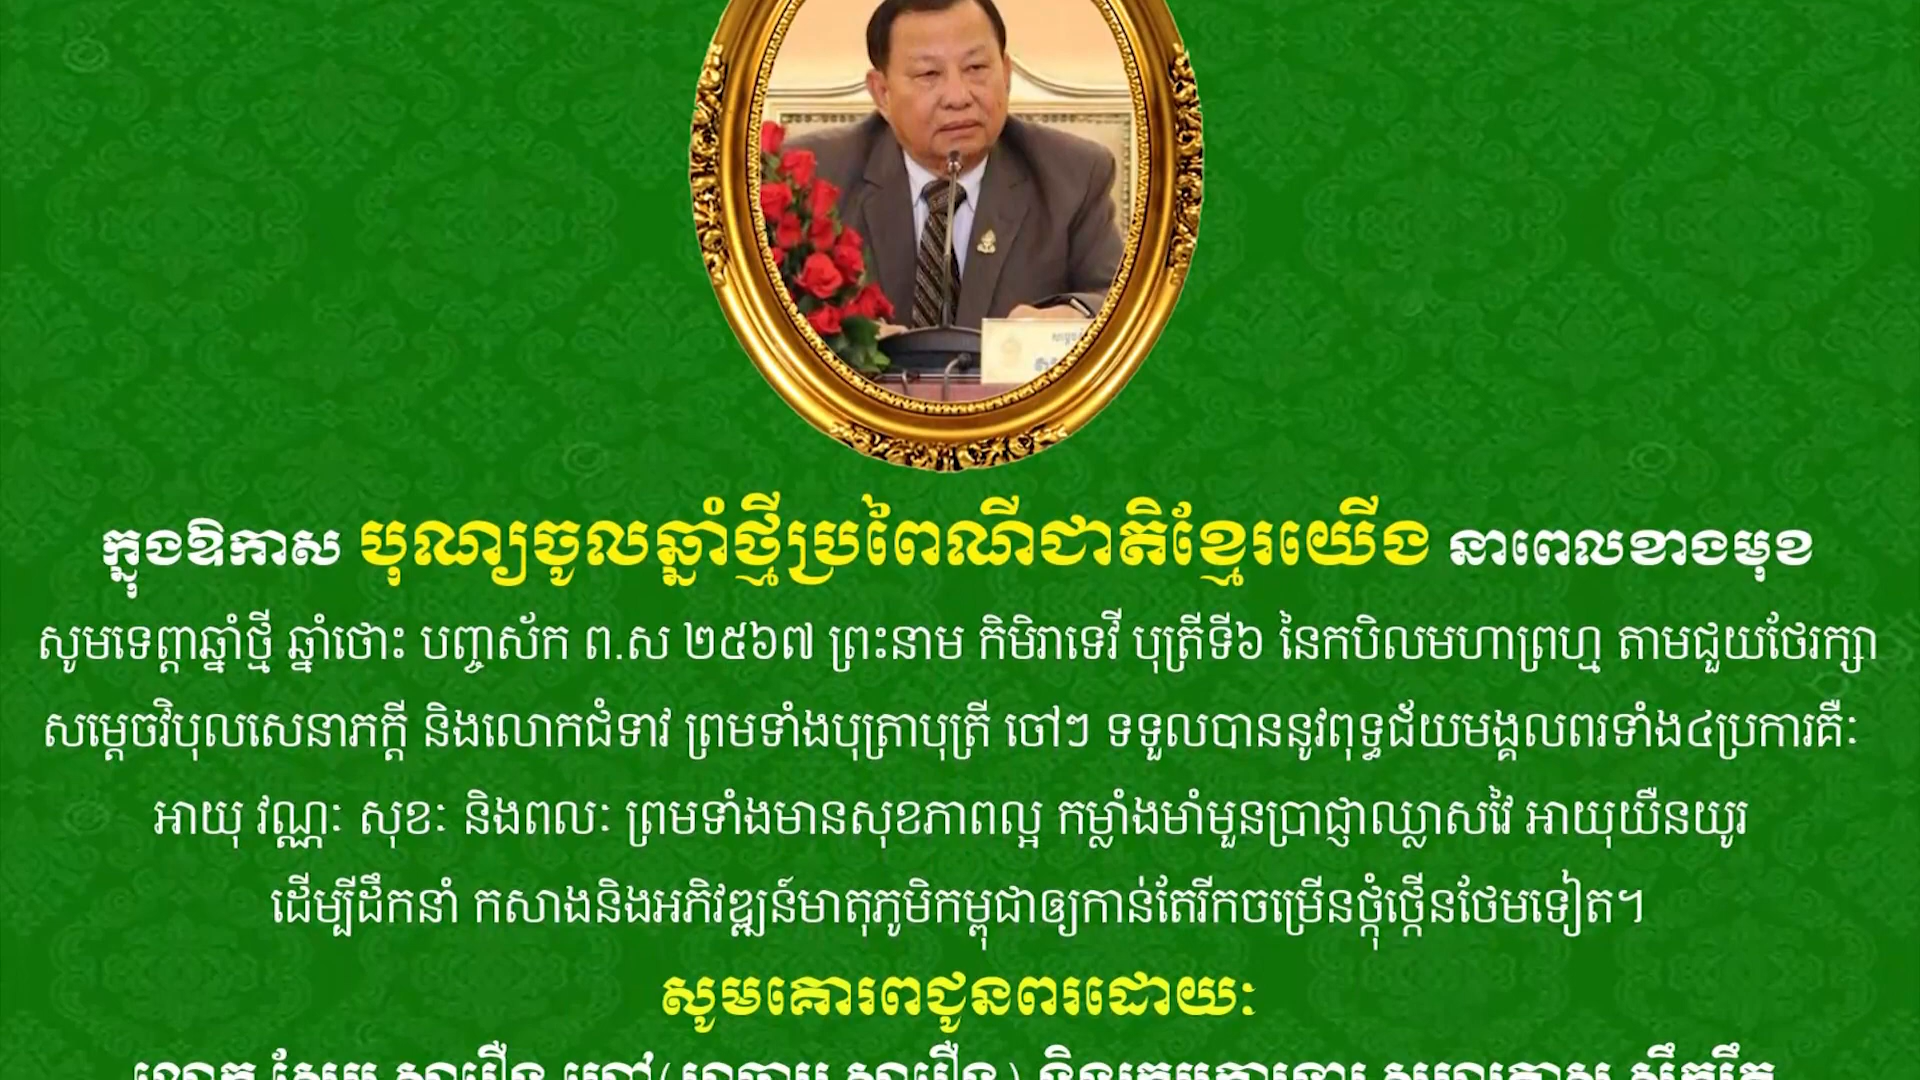 ក្នុងឱកាស បុណ្យចូលឆ្នាំថ្មីប្រពៃណីជាតិខ្មែរយើង នាពេលខាងមុខ
សូមទេព្តាឆ្នាំថ្មី ឆ្នាំថោះ បញ្ចស័ក ព.ស ២៥៦៧ ព្រះនាម កិមិរាទេវី បុត្រីទី៦ នៃកបិលមហាព្រហ្ម តាមជួយថែរក្សា
សម្តេចវិបុលសេនាភក្តី និងលោកជំទាវ ព្រមទាំងបុត្រាបុត្រី ចៅៗ ទទួលបាននូវពុទ្ធជ័យមង្គលពរទាំង៤ប្រការគឺៈ
អាយុ វណ្ណៈ សុខៈ និងពលៈ ព្រមទាំងមានសុខភាពល្អ កម្លាំងមាំមួនប្រាជ្ញាឈ្លាសវៃ អាយុយឺនយូរ
ដើម្បីដឹកនាំ កសាងនិងអភិវឌ្ឍន៍មាតុភូមិកម្ពុជាឲ្យកាន់តែរីកចម្រើនថ្កុំថ្កើនថែមទៀត។
សូមគោរពជូនពរដោយៈ